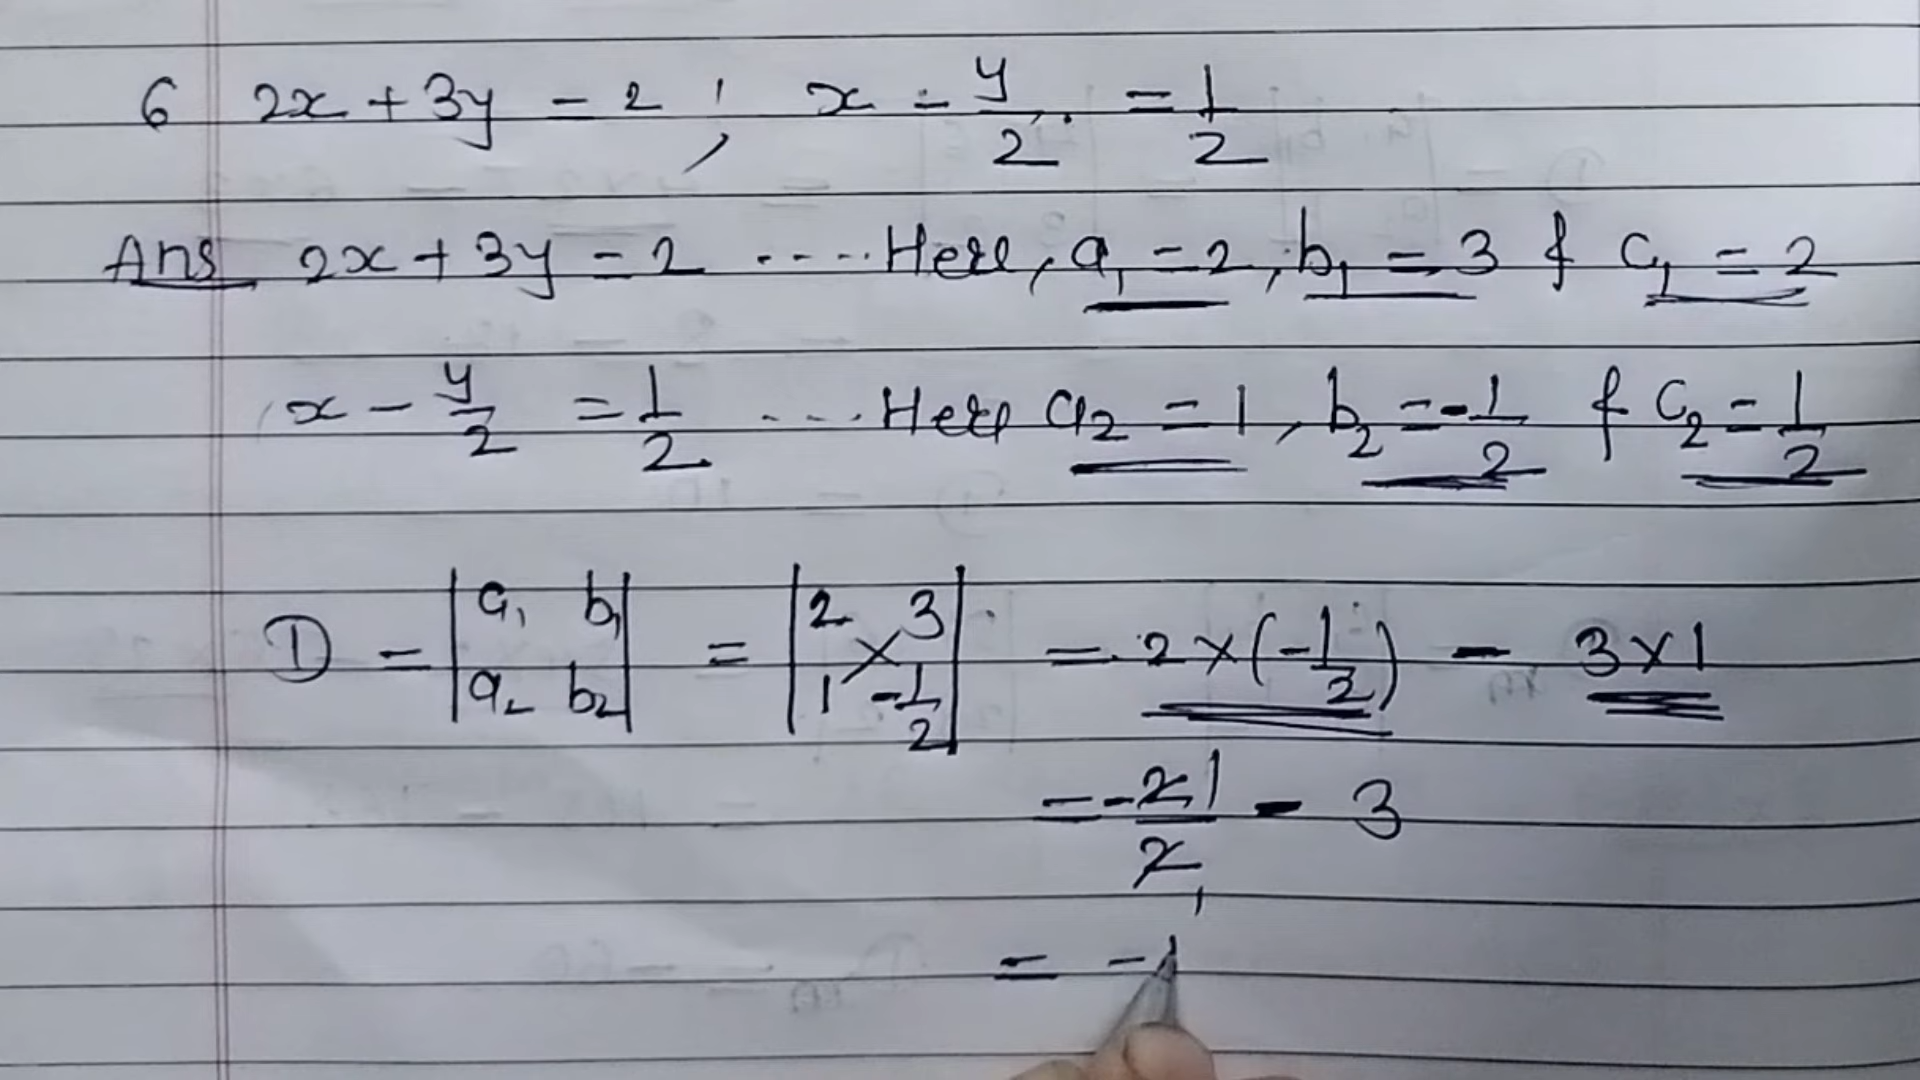 6 2x + 3y = 2 ; x - y/2 = 1/2
Ans 2x + 3y = 2 .... Here, a₁ = 2, b₁ = 3 & c₁ = 2
x - y/2 = 1/2 .... Here a₂ = 1, b₂ = -1/2 & c₂ = 1/2
D = |a₁ b₁| = |2 3| = 2 × (-1/2) - 3 × 1
|a₂ b₂| |1 -1/2|
= -2/2 1/1 - 3
= -1